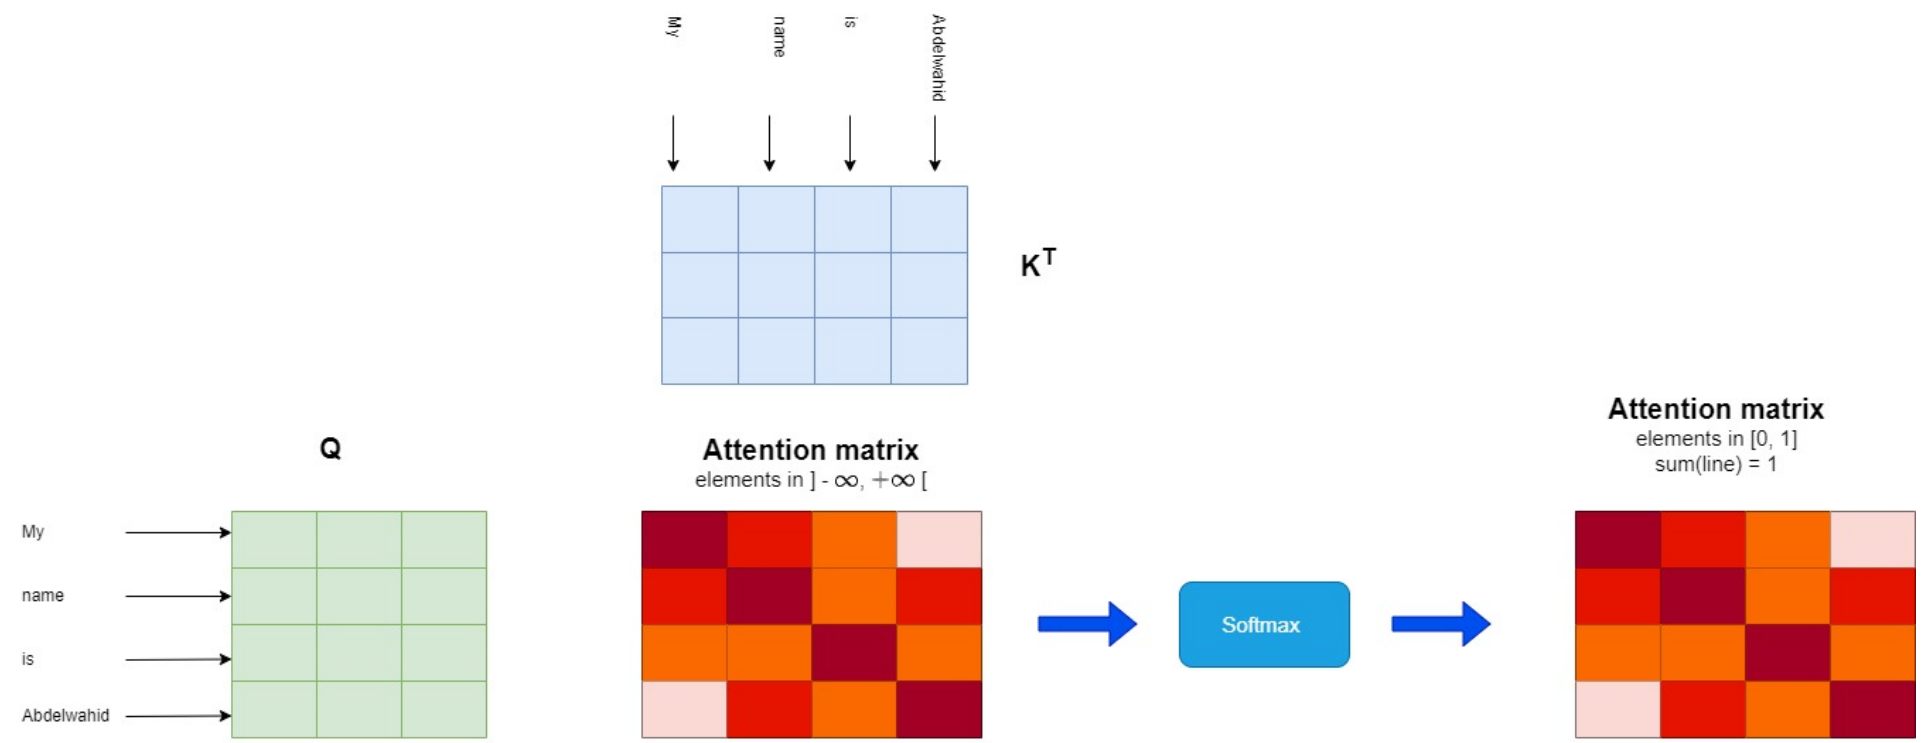 My
name
is
Abdelwahid
K^T
Q
My
name
is
Abdelwahid
Attention matrix
elements in ] - ∞, +∞ [
Softmax
Attention matrix
elements in [0, 1]
sum(line) = 1